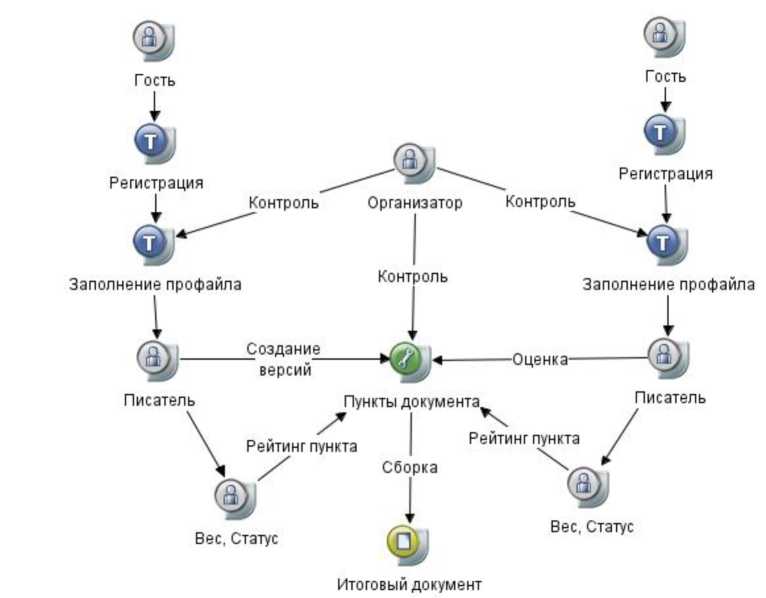 Гость
Гость
Регистрация
Регистрация
Контроль
Организатор
Контроль
Заполнение профайла
Контроль
Заполнение профайла
Создание
версий
Оценка
Писатель
Пункты документа
Писатель
Рейтинг пункта
Рейтинг пункта
Сборка
Вес, Статус
Вес, Статус
Итоговый документ
T
T
T
T